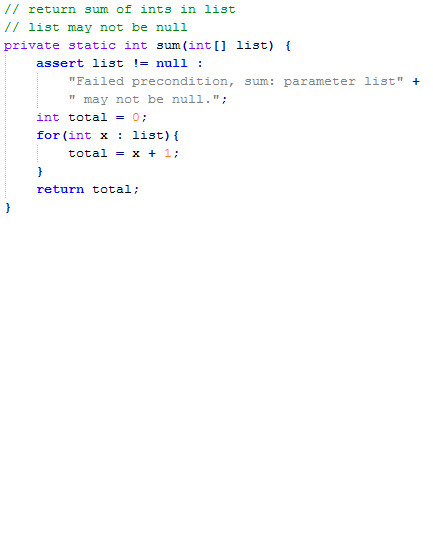 // return sum of ints in list
// list may not be null
private static int sum(int[] list) {
    assert list != null :
        "Failed precondition, sum: parameter list" +
        " may not be null.";
    int total = 0;
    for(int x : list){
        total = x + 1;
    }
    return total;
}